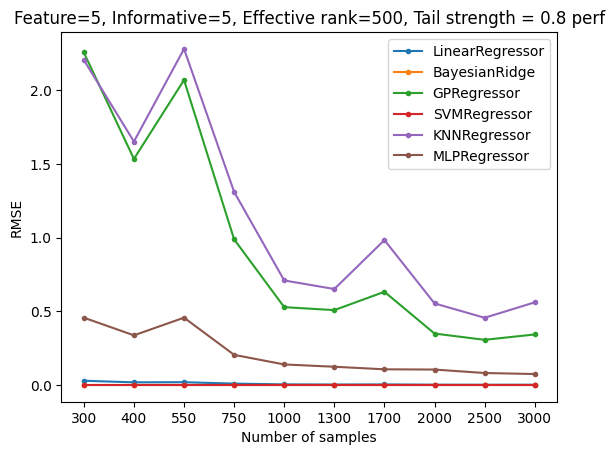 Feature=5, Informative=5, Effective rank=500, Tail strength = 0.8 perf
LinearRegressor
BayesianRidge
GPRegressor
SVMRegressor
KNNRegressor
MLPRegressor
RMSE
2.0
1.5
1.0
0.5
0.0
300 400 550 750 1000 1300 1700 2000 2500 3000
Number of samples